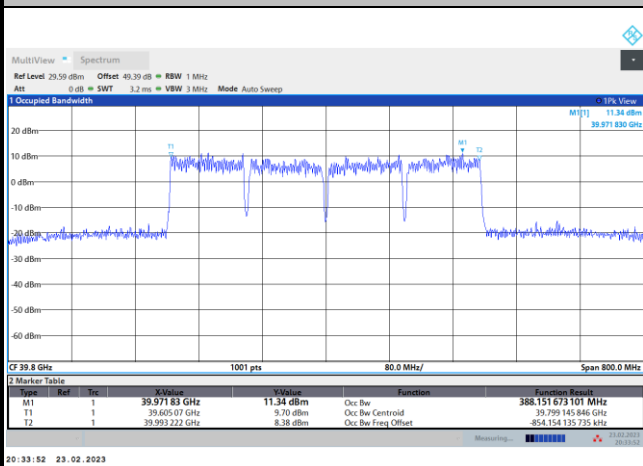 MultiView Spectrum
Ref Level 29.59 dBm Offset 49.39 dB RBW 1 MHz
Att 0 dB SWT 3.2 ms VBW 3 MHz Mode Auto Sweep
1 Occupied Bandwidth 1Pk View
M1[1] 11.34 dBm
39.971 830 GHz
20 dBm
T1 M1 T2
10 dBm
0 dBm
-10 dBm
-20 dBm
-30 dBm
-40 dBm
-50 dBm
-60 dBm
CF 39.8 GHz 1001 pts 80.0 MHz/ Span 800.0 MHz
2 Marker Table
Type Ref Trc X-Value Y-Value Function Function Result
M1 1 39.971 83 GHz 11.34 dBm Occ Bw 388.151 673 101 MHz
T1 1 39.605 07 GHz 9.70 dBm Occ Bw Centroid 39.799 145 846 GHz
T2 1 39.993 222 GHz 8.38 dBm Occ Bw Freq Offset -854.154 135 735 kHz
Measuring... 23.02.2023
20:33:52
20:33:52 23.02.2023